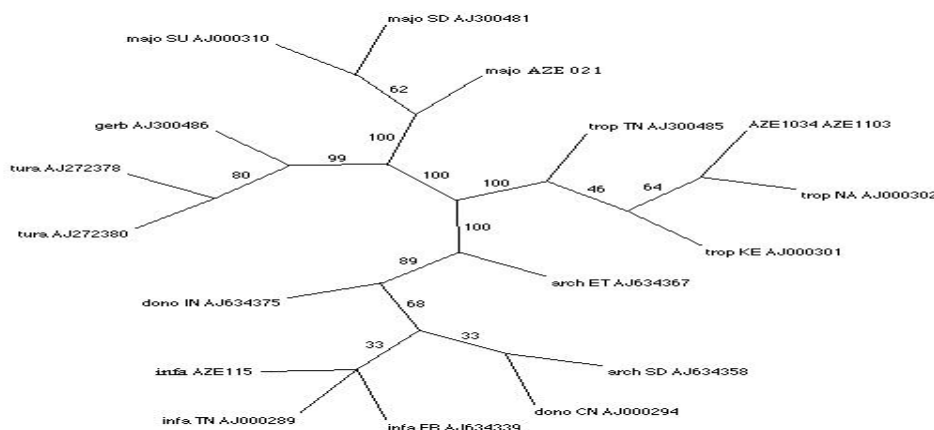 majo SD AJ300481
majo SU AJ000310
majo AZE 021
62
gerb AJ300486
100
trop TN AJ300485
AZE1034 AZE1103
99
tura AJ272378
80
100
100
46
64
trop NA AJ000302
tura AJ272380
100
trop KE AJ000301
89
arch ET AJ634367
dono IN AJ634375
68
33
33
infa AZE115
arch SD AJ634358
infa TN AJ000289
dono CN AJ000294
infa FR AJ634339